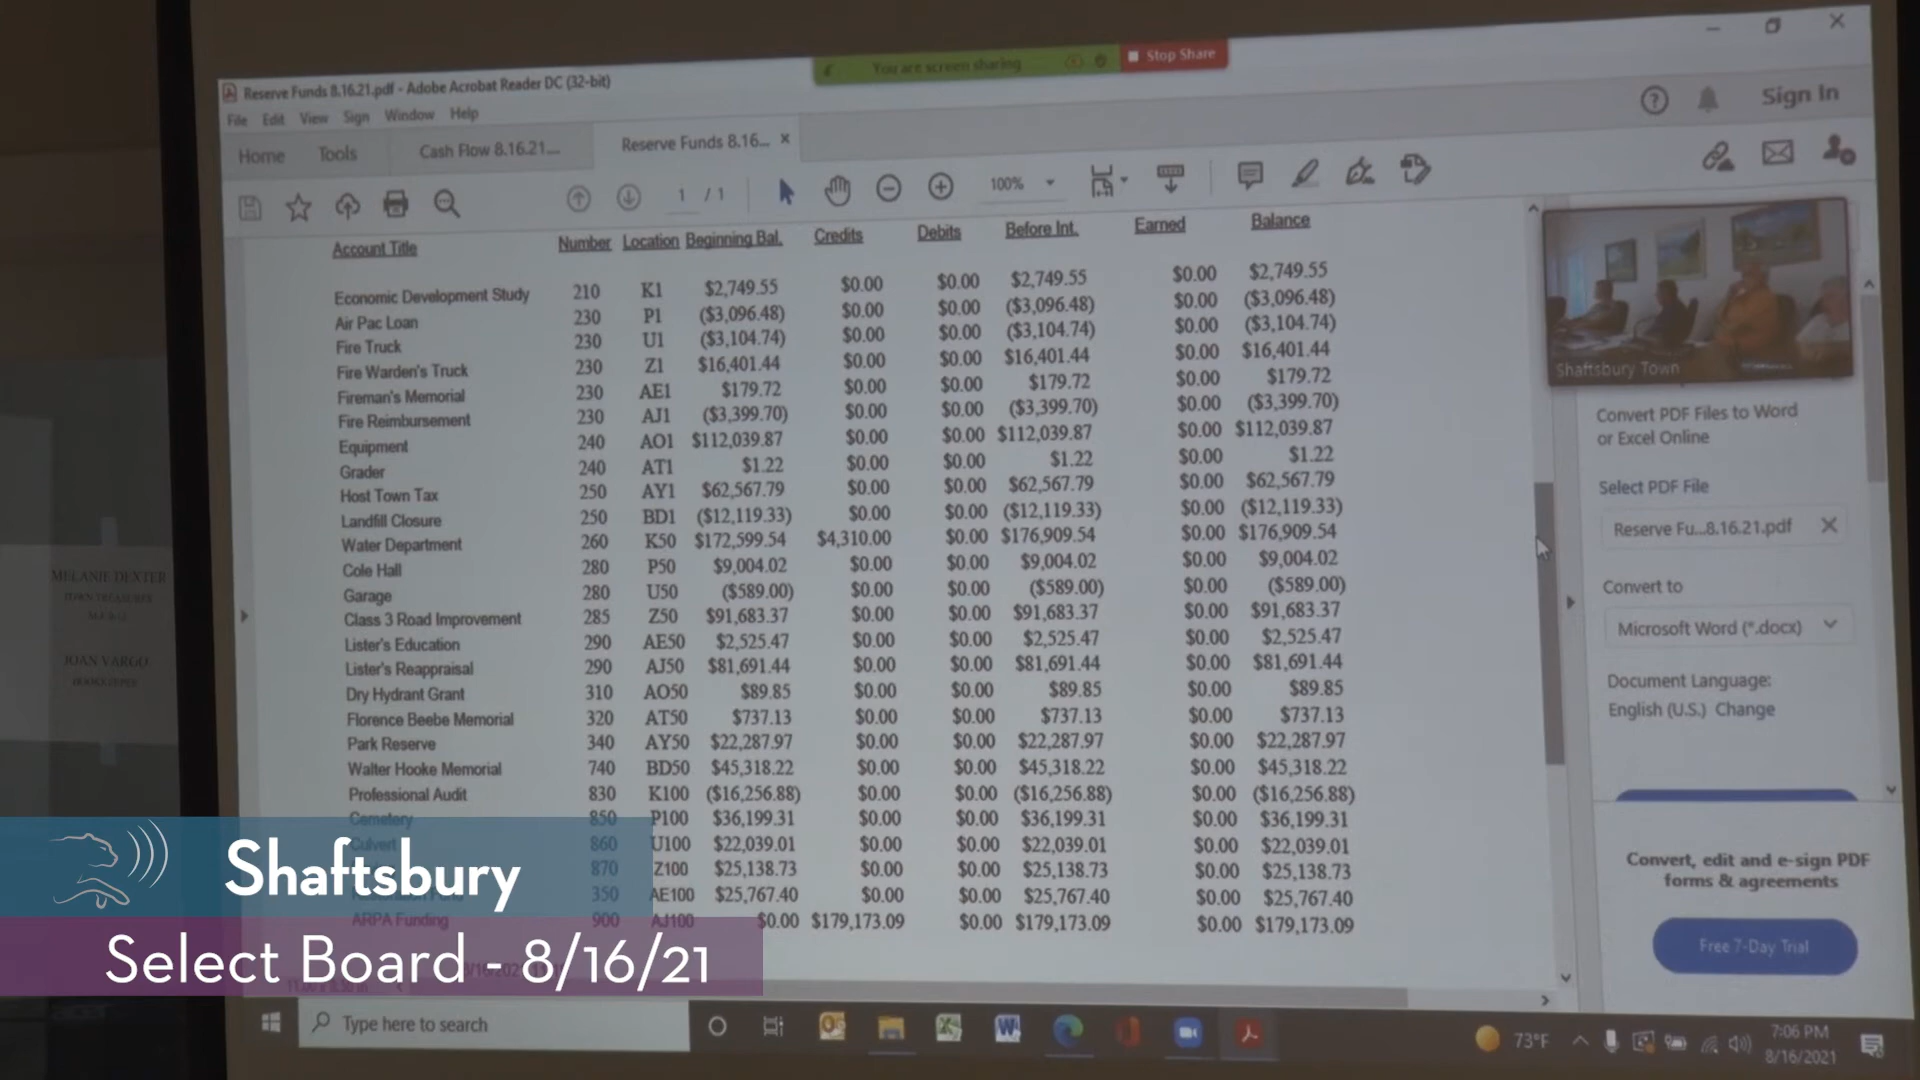 You are screen sharing Stop Share
Reserve Funds 8.16.21.pdf - Adobe Acrobat Reader DC (32-bit)
File Edit View Sign Window Help
Sign In
Home Tools Cash Flow 8.16.21.... Reserve Funds 8.16... ×
1 / 1 100%
Account Title Number Location Beginning Bal. Credits Debits Before Int. Earned Balance
Economic Development Study 210 K1 $2,749.55 $0.00 $0.00 $2,749.55 $0.00 $2,749.55
Air Pac Loan 230 P1 ($3,096.48) $0.00 $0.00 ($3,096.48) $0.00 ($3,096.48)
Fire Truck 230 U1 ($3,104.74) $0.00 $0.00 ($3,104.74) $0.00 ($3,104.74)
Fire Warden's Truck 230 Z1 $16,401.44 $0.00 $0.00 $16,401.44 $0.00 $16,401.44
Fireman's Memorial 230 AE1 $179.72 $0.00 $0.00 $179.72 $0.00 $179.72
Fire Reimbursement 230 AJ1 ($3,399.70) $0.00 $0.00 ($3,399.70) $0.00 ($3,399.70)
Equipment 240 AO1 $112,039.87 $0.00 $0.00 $112,039.87 $0.00 $112,039.87
Grader 240 AT1 $1.22 $0.00 $0.00 $1.22 $0.00 $1.22
Host Town Tax 250 AY1 $62,567.79 $0.00 $0.00 $62,567.79 $0.00 $62,567.79
Landfill Closure 250 BD1 ($12,119.33) $0.00 $0.00 ($12,119.33) $0.00 ($12,119.33)
Water Department 260 K50 $172,599.54 $4,310.00 $0.00 $176,909.54 $0.00 $176,909.54
Cole Hall 280 P50 $9,004.02 $0.00 $0.00 $9,004.02 $0.00 $9,004.02
Garage 280 U50 ($589.00) $0.00 $0.00 ($589.00) $0.00 ($589.00)
Class 3 Road Improvement 285 Z50 $91,683.37 $0.00 $0.00 $91,683.37 $0.00 $91,683.37
Lister's Education 290 AE50 $2,525.47 $0.00 $0.00 $2,525.47 $0.00 $2,525.47
Lister's Reappraisal 290 AJ50 $81,691.44 $0.00 $0.00 $81,691.44 $0.00 $81,691.44
Dry Hydrant Grant 310 AO50 $89.85 $0.00 $0.00 $89.85 $0.00 $89.85
Florence Beebe Memorial 320 AT50 $737.13 $0.00 $0.00 $737.13 $0.00 $737.13
Park Reserve 340 AY50 $22,287.97 $0.00 $0.00 $22,287.97 $0.00 $22,287.97
Walter Hooke Memorial 740 BD50 $45,318.22 $0.00 $0.00 $45,318.22 $0.00 $45,318.22
Professional Audit 830 K100 ($16,256.88) $0.00 $0.00 ($16,256.88) $0.00 ($16,256.88)
Cemetery 850 P100 $36,199.31 $0.00 $0.00 $36,199.31 $0.00 $36,199.31
Culvert 860 U100 $22,039.01 $0.00 $0.00 $22,039.01 $0.00 $22,039.01
870 Z100 $25,138.73 $0.00 $0.00 $25,138.73 $0.00 $25,138.73
Fund 350 AE100 $25,767.40 $0.00 $0.00 $25,767.40 $0.00 $25,767.40
ARPA Funding 900 AJ100 $0.00 $179,173.09 $0.00 $179,173.09 $0.00 $179,173.09
Shaftsbury Town
Convert PDF Files to Word
or Excel Online
Select PDF File
Reserve Fu...8.16.21.pdf
Convert to
Microsoft Word (*.docx)
Document Language:
English (U.S.) Change
Convert, edit and e-sign PDF
forms & agreements
Free 7-Day Trial
MELANIE DEXTER
TOWN TREASURER
JOAN VARGO
BOOKKEEPER
Shaftsbury
Select Board - 8/16/21
Type here to search
73°F
7:06 PM
8/16/2021